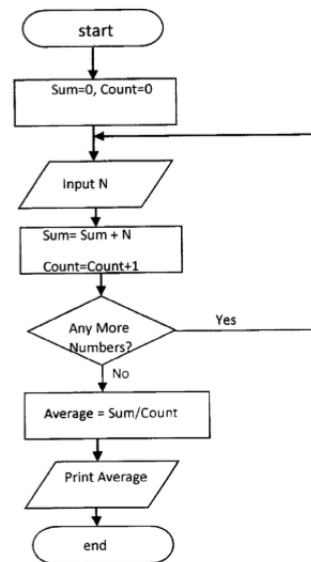 start
Sum=0, Count=0
Input N
Sum= Sum + N
Count=Count+1
Any More
Numbers?
Yes
No
Average = Sum/Count
Print Average
end